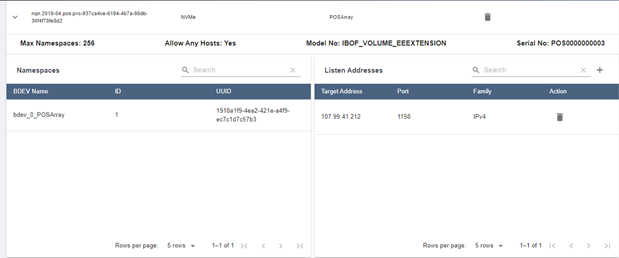 nqn.2019-04.pos:pvc-937ca4ce-6194-4b7a-98db-
30f4f78fe6d2
NVMe
POSArray
Max Namespaces: 256
Allow Any Hosts: Yes
Model No: IBOF_VOLUME_EEEXTENSION
Serial No: POS0000000003
Namespaces
Search
BDEV Name ID UUID
bdev_0_POSArray 1 1918a1f9-4ea2-421e-a4f9-
ec7c1d7c57b3
Rows per page: 5 rows 1–1 of 1
Listen Addresses
Search
Target Address Port Family Action
107.99.41.212 1158 IPv4
Rows per page: 5 rows 1–1 of 1